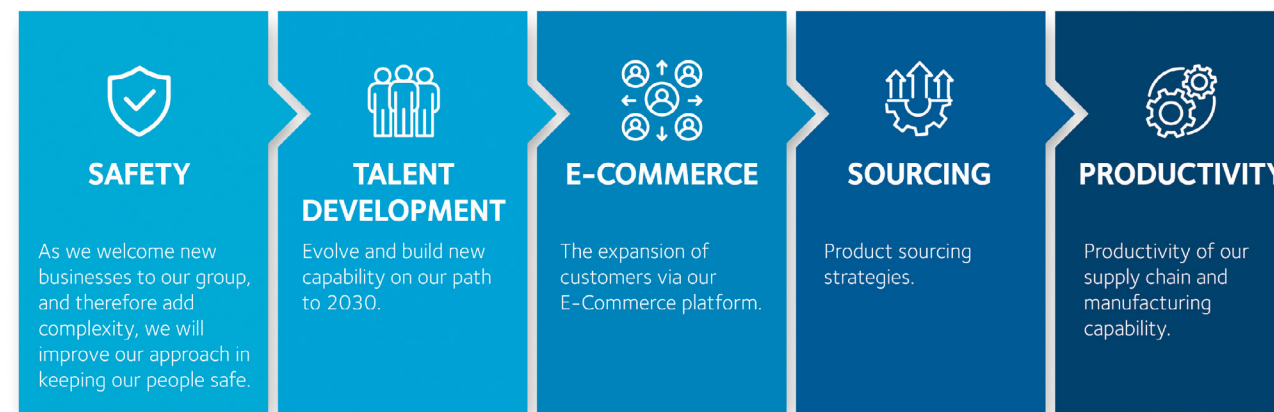 SAFETY
As we welcome new
businesses to our group,
and therefore add
complexity, we will
improve our approach in
keeping our people safe.
TALENT
DEVELOPMENT
Evolve and build new
capability on our path
to 2030.
E-COMMERCE
The expansion of
customers via our
E-Commerce platform.
SOURCING
Product sourcing
strategies.
PRODUCTIVITY
Productivity of our
supply chain and
manufacturing
capability.